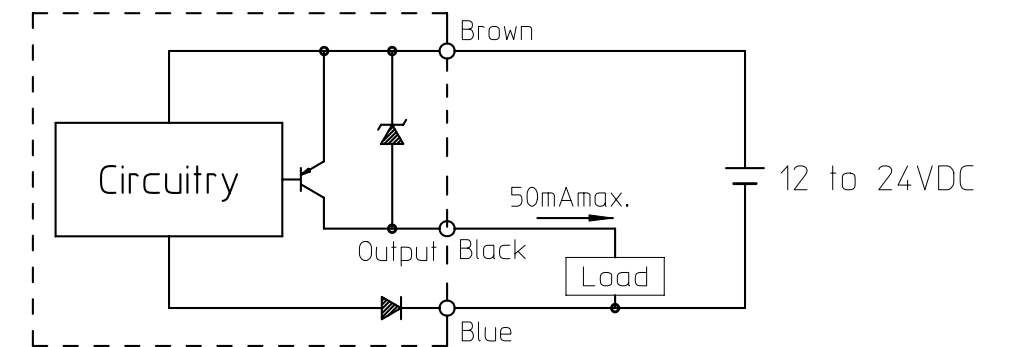 Brown
Circuitry
12 to 24VDC
50mAmax.
Output
Black
Load
Blue